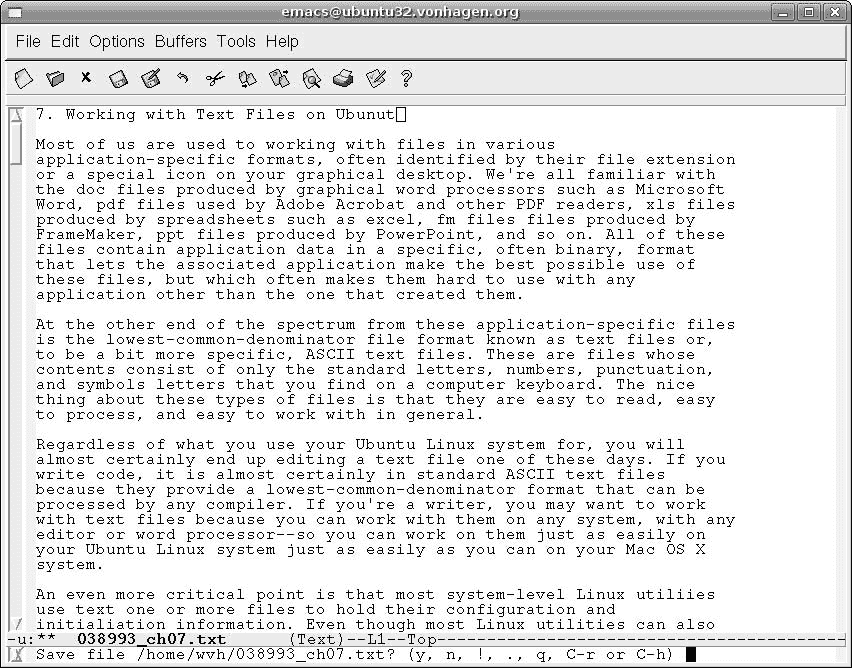 emacs@ubuntu32.vonhagen.org
File Edit Options Buffers Tools Help
7. Working with Text Files on Ubunut
Most of us are used to working with files in various
application-specific formats, often identified by their file extension
or a special icon on your graphical desktop. We're all familiar with
the doc files produced by graphical word processors such as Microsoft
Word, pdf files used by Adobe Acrobat and other PDF readers, xls files
produced by spreadsheets such as excel, fm files files produced by
FrameMaker, ppt files produced by PowerPoint, and so on. All of these
files contain application data in a specific, often binary, format
that lets the associated application make the best possible use of
these files, but which often makes them hard to use with any
application other than the one that created them.
At the other end of the spectrum from these application-specific files
is the lowest-common-denominator file format known as text files or,
to be a bit more specific, ASCII text files. These are files whose
contents consist of only the standard letters, numbers, punctuation,
and symbols letters that you find on a computer keyboard. The nice
thing about these types of files is that they are easy to read, easy
to process, and easy to work with in general.
Regardless of what you use your Ubuntu Linux system for, you will
almost certainly end up editing a text file one of these days. If you
write code, it is almost certainly in standard ASCII text files
because they provide a lowest-common-denominator format that can be
processed by any compiler. If you're a writer, you may want to work
with text files because you can work with them on any system, with any
editor or word processor--so you can work on them just as easily on
your Ubuntu Linux system just as easily as you can on your Mac OS X
system.
An even more critical point is that most system-level Linux utiliies
use text one or more files to hold their configuration and
initialiation information. Even though most Linux utilities can also
-u:** 038993_ch07.txt (Text)--L1--Top--------------------------------------
Save file /home/wvh/038993_ch07.txt? (y, n, !, ., q, C-r or C-h)